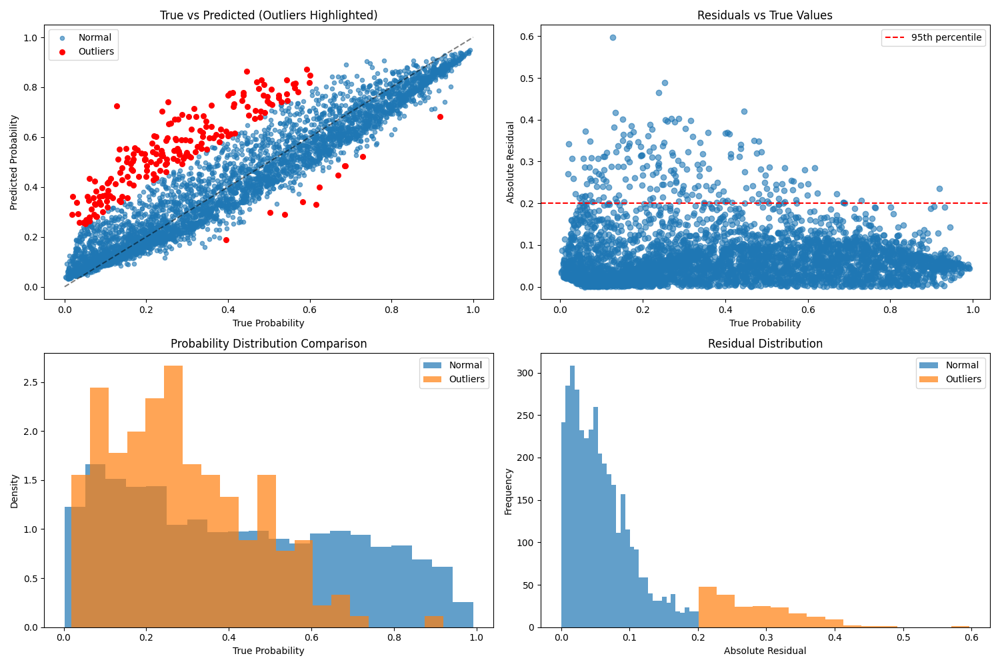 True vs Predicted (Outliers Highlighted)
Normal
Outliers
1.0
0.8
0.6
0.4
0.2
0.0
Predicted Probability
0.0 0.2 0.4 0.6 0.8 1.0
True Probability
Residuals vs True Values
95th percentile
0.6
0.5
0.4
0.3
0.2
0.1
0.0
Absolute Residual
0.0 0.2 0.4 0.6 0.8 1.0
True Probability
Probability Distribution Comparison
Normal
Outliers
2.5
2.0
1.5
1.0
0.5
0.0
Density
0.0 0.2 0.4 0.6 0.8 1.0
True Probability
Residual Distribution
Normal
Outliers
300
250
200
150
100
50
0
Frequency
0.0 0.1 0.2 0.3 0.4 0.5 0.6
Absolute Residual